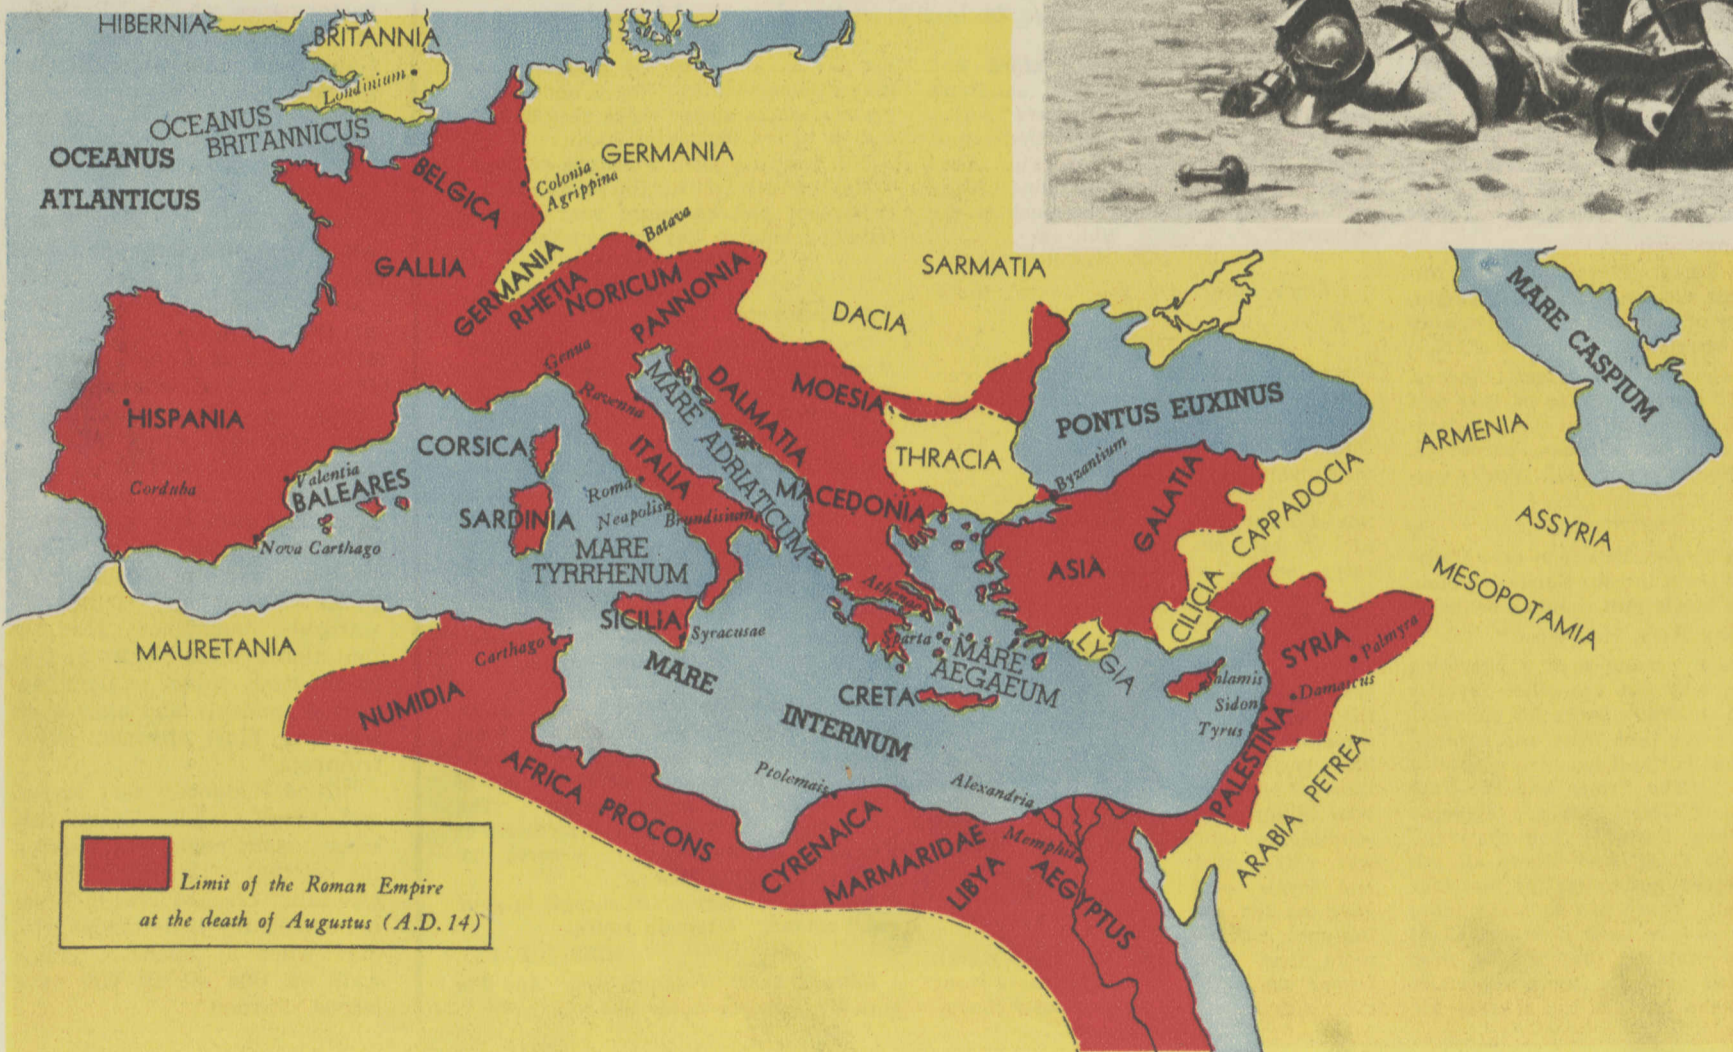 HIBERNIA
BRITANNIA
Londinium
OCEANUS
BRITANNICUS
OCEANUS
ATLANTICUS
BELGICA
GERMANIA
Colonia
Agrippina
Batava
GALLIA
GERMANIA
RHETIA
NORICUM
PANNONIA
SARMATIA
DACIA
MARE CASPIUM
HISPANIA
Corduba
Valentia
BALEARES
Nova Carthago
CORSICA
SARDINIA
Genua
Ravenna
ITALIA
Roma
Neapolis
Brundisium
MARE ADRIATICUM
DALMATIA
MOESIA
MACEDONIA
THRACIA
PONTUS EUXINUS
Byzantium
GALATIA
ASIA
CAPPADOCIA
ARMENIA
ASSYRIA
MESOPOTAMIA
CILICIA
LYGIA
MARE
TYRRHENUM
SICILIA
Syracusae
Athenae
Sparta
MARE
AEGAEUM
CRETA
MARE
INTERNUM
Shlamis
Sidon
Tyrus
SYRIA
Palmyra
Damascus
PALESTINA
ARABIA PETREA
MAURETANIA
Carthago
NUMIDIA
AFRICA PROCONS
Ptolemais
CYRENAICA
Alexandria
MARMARIDAE
LIBYA
Memphis
AEGYPTUS
Limit of the Roman Empire
at the death of Augustus (A.D. 14)